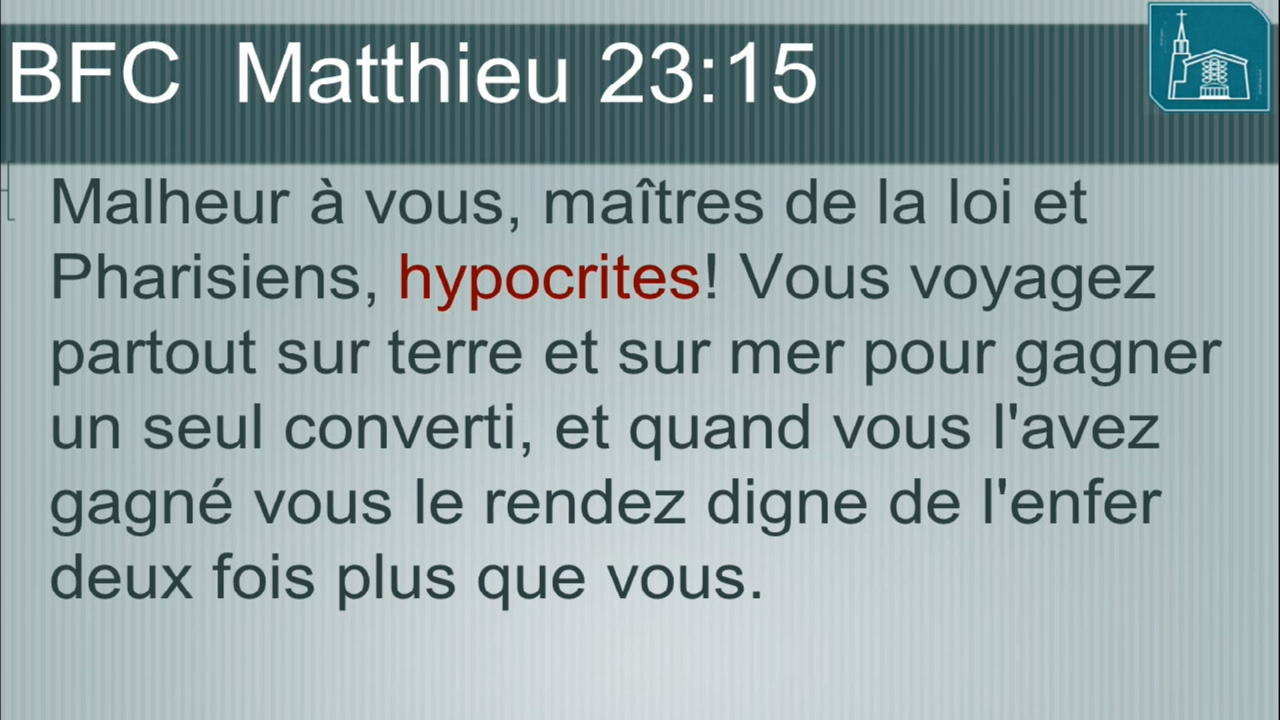 BFC Matthieu 23:15
Malheur à vous, maîtres de la loi et
Pharisiens, hypocrites! Vous voyagez
partout sur terre et sur mer pour gagner
un seul converti, et quand vous l'avez
gagné vous le rendez digne de l'enfer
deux fois plus que vous.